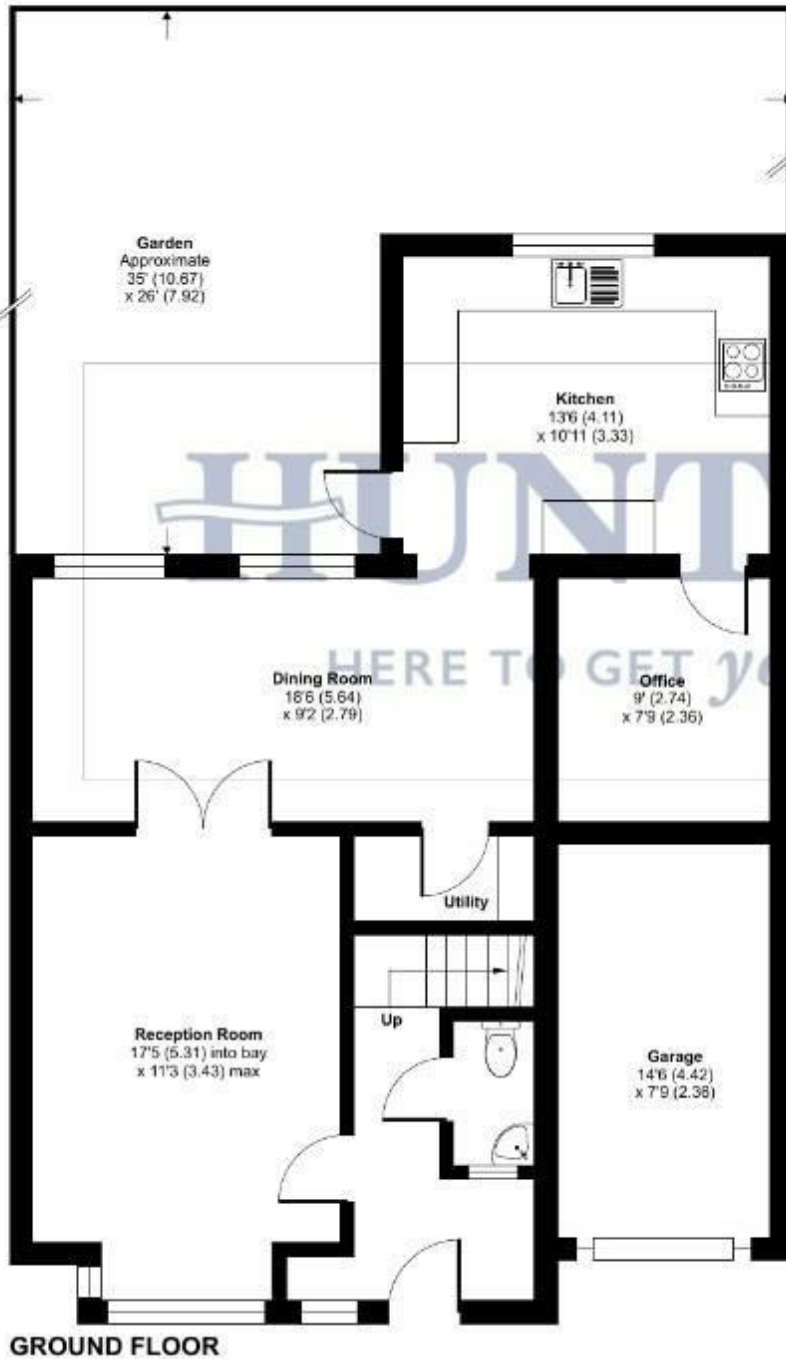 Garden
Approximate
35' (10.67)
x 26' (7.92)
Kitchen
13'6 (4.11)
x 10'11 (3.33)
HUNT
HERE TO GET yo
Dining Room
18'6 (5.64)
x 9'2 (2.79)
Office
9' (2.74)
x 7'9 (2.36)
Utility
Up
Reception Room
17'5 (5.31) into bay
x 11'3 (3.43) max
Garage
14'6 (4.42)
x 7'9 (2.36)
GROUND FLOOR